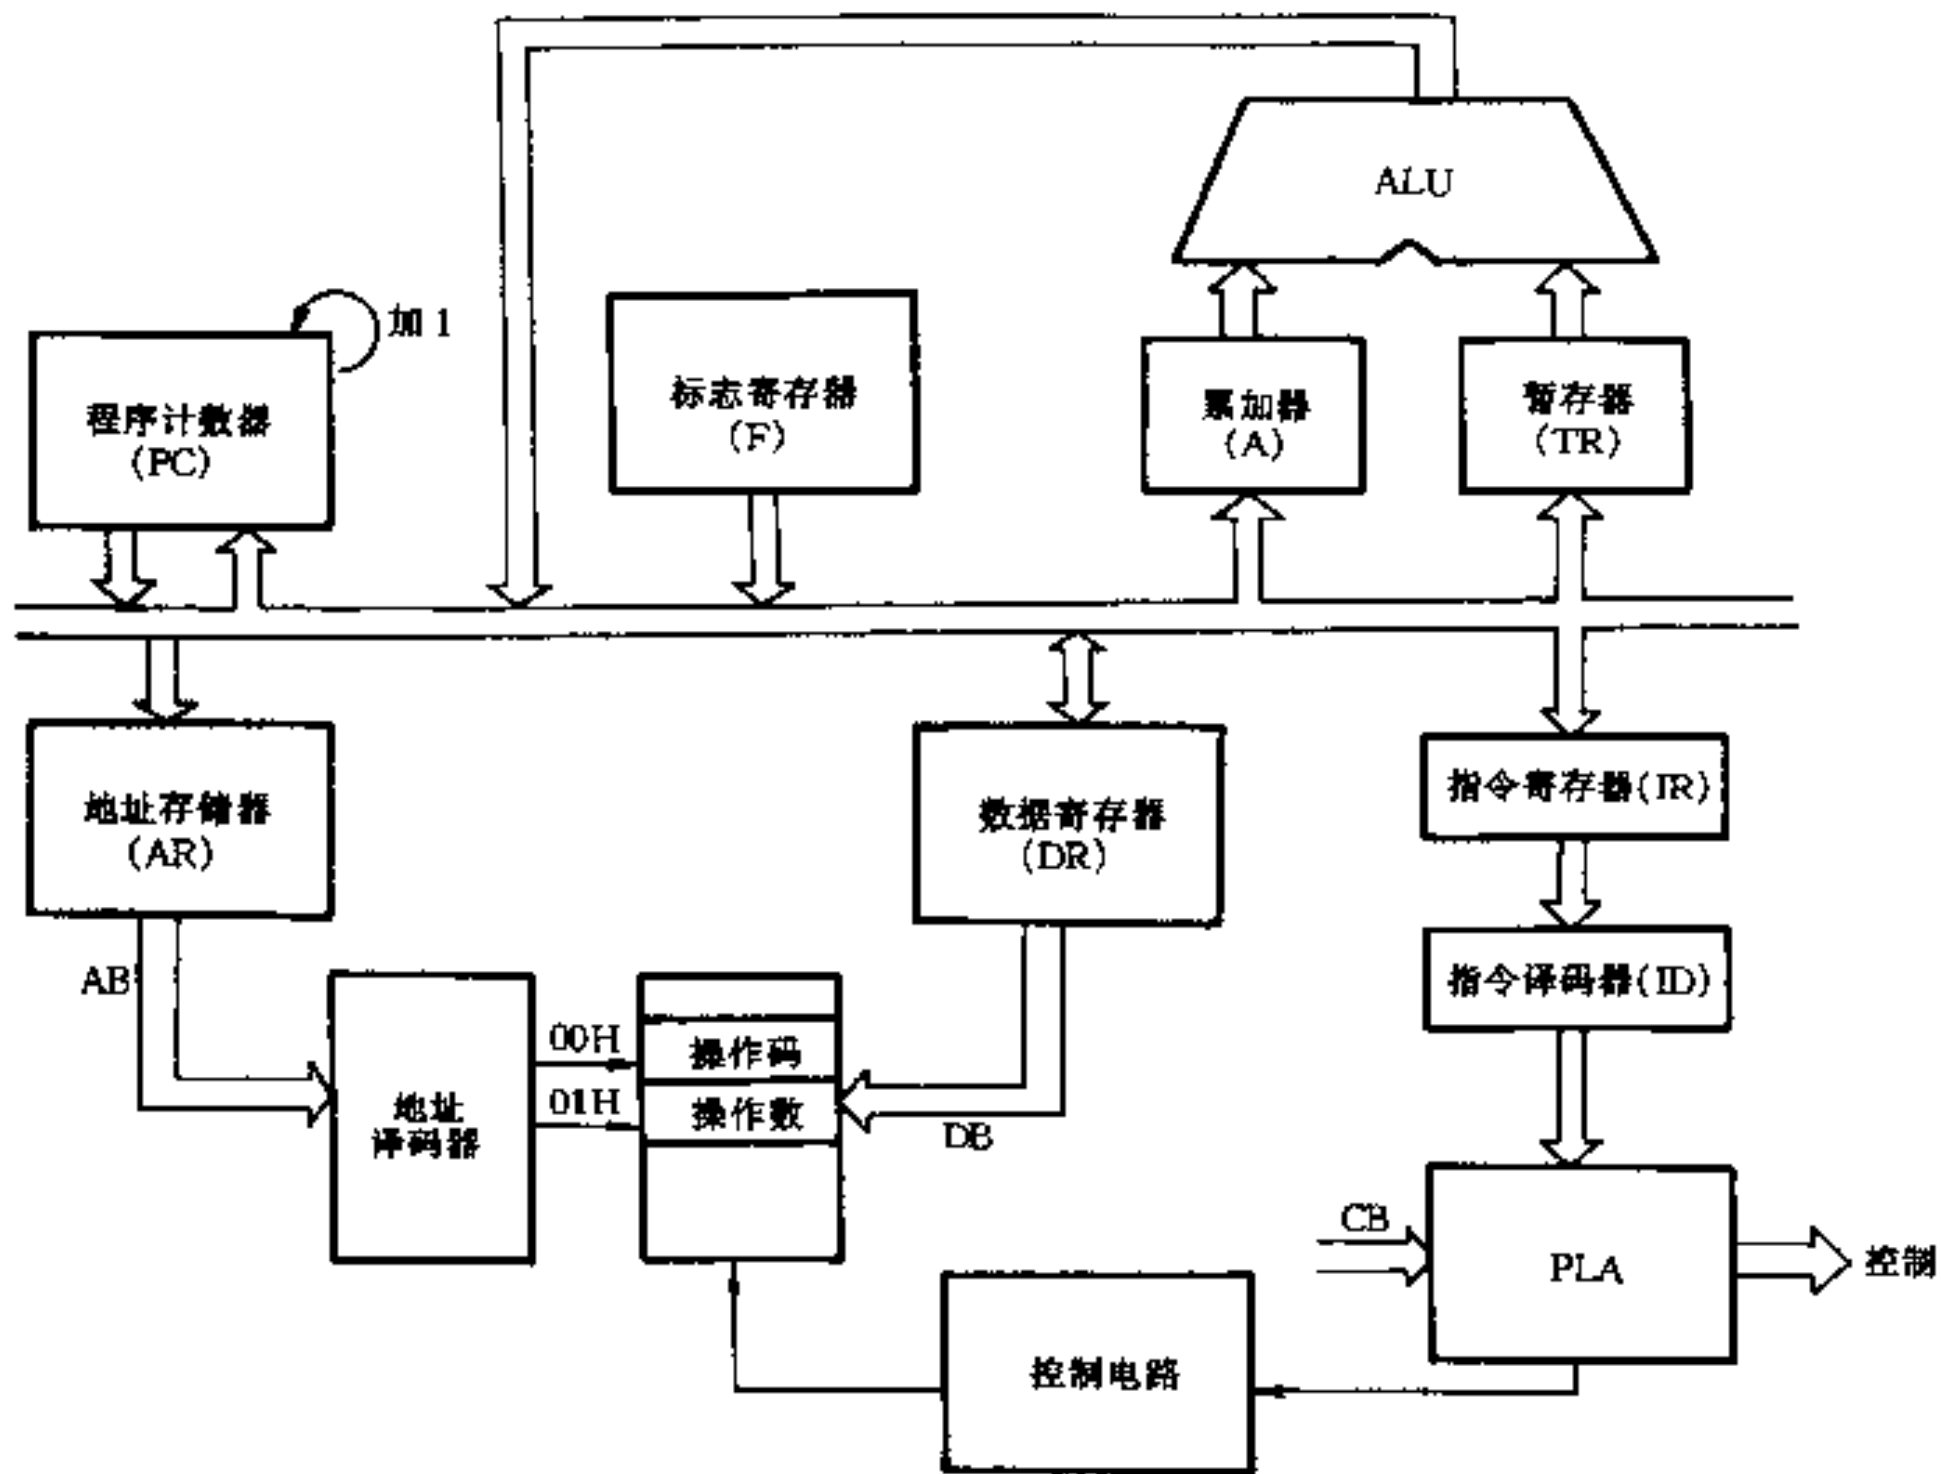 ALU
加 1
程序计数器
(PC)
标志寄存器
(F)
累加器
(A)
暂存器
(TR)
地址存储器
(AR)
数据寄存器
(DR)
指令寄存器(IR)
指令译码器(ID)
AB
地址
译码器
00H
01H
操作码
操作数
DB
CB
PLA
控制
控制电路